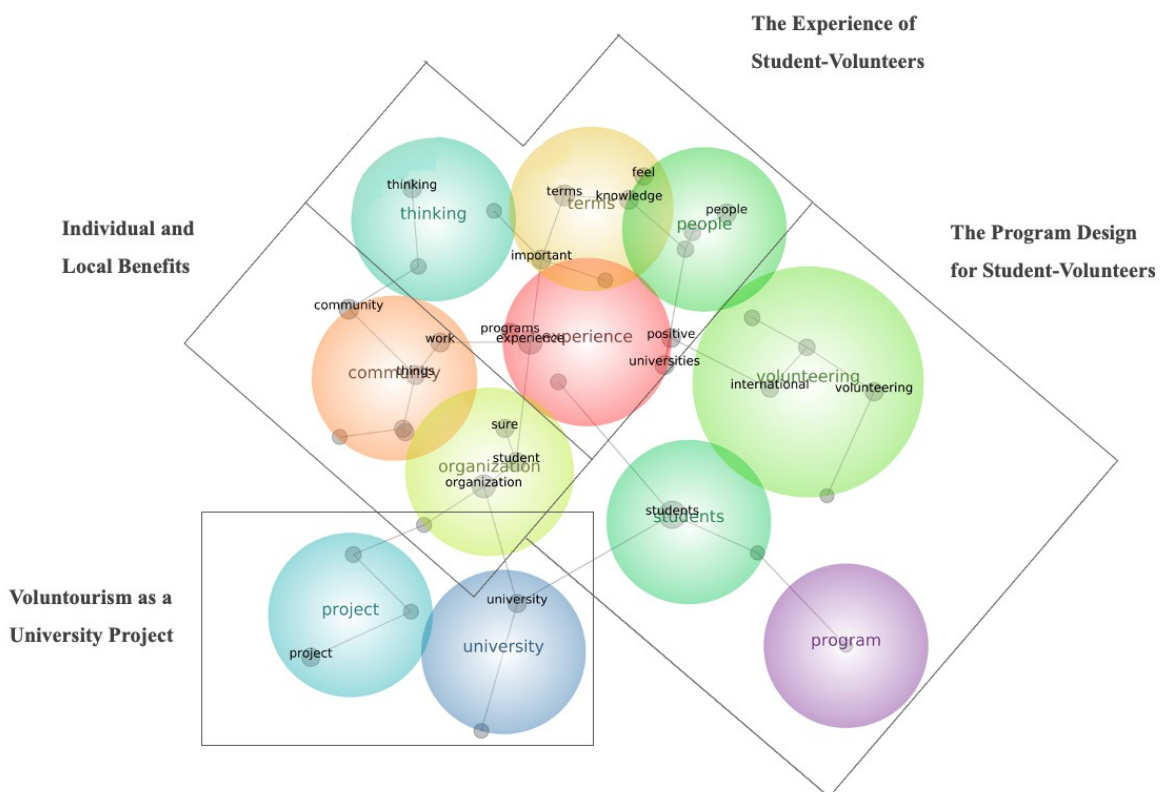 The Experience of
Student-Volunteers
Individual and
Local Benefits
The Program Design
for Student-Volunteers
Voluntourism as a
University Project
thinking
thinking
feel
terms
knowledge
terms
people
people
important
community
work
programs
experience
experience
positive
universities
things
community
international
volunteering
volunteering
sure
student
organization
organization
students
students
university
university
project
project
program